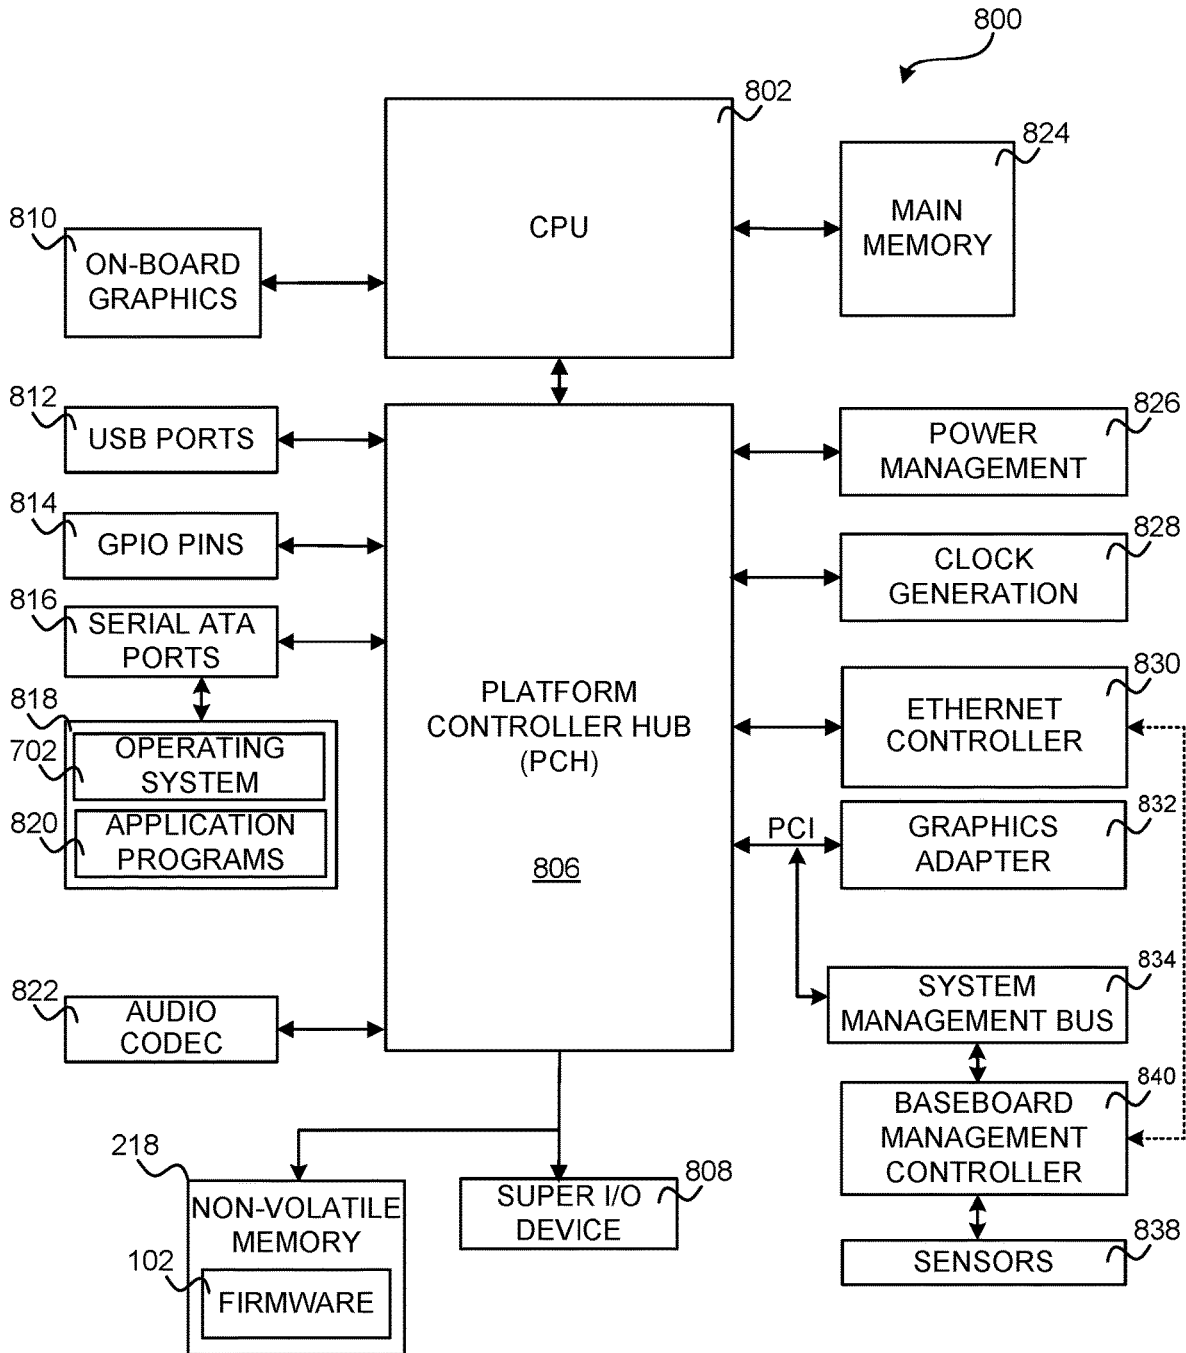 800
802
CPU
824
MAIN
MEMORY
810
ON-BOARD
GRAPHICS
812
USB PORTS
814
GPIO PINS
816
SERIAL ATA
PORTS
818
702
OPERATING
SYSTEM
820
APPLICATION
PROGRAMS
822
AUDIO
CODEC
PLATFORM
CONTROLLER HUB
(PCH)
806
826
POWER
MANAGEMENT
828
CLOCK
GENERATION
830
ETHERNET
CONTROLLER
PCI
832
GRAPHICS
ADAPTER
834
SYSTEM
MANAGEMENT BUS
840
BASEBOARD
MANAGEMENT
CONTROLLER
838
SENSORS
218
NON-VOLATILE
MEMORY
102
FIRMWARE
808
SUPER I/O
DEVICE